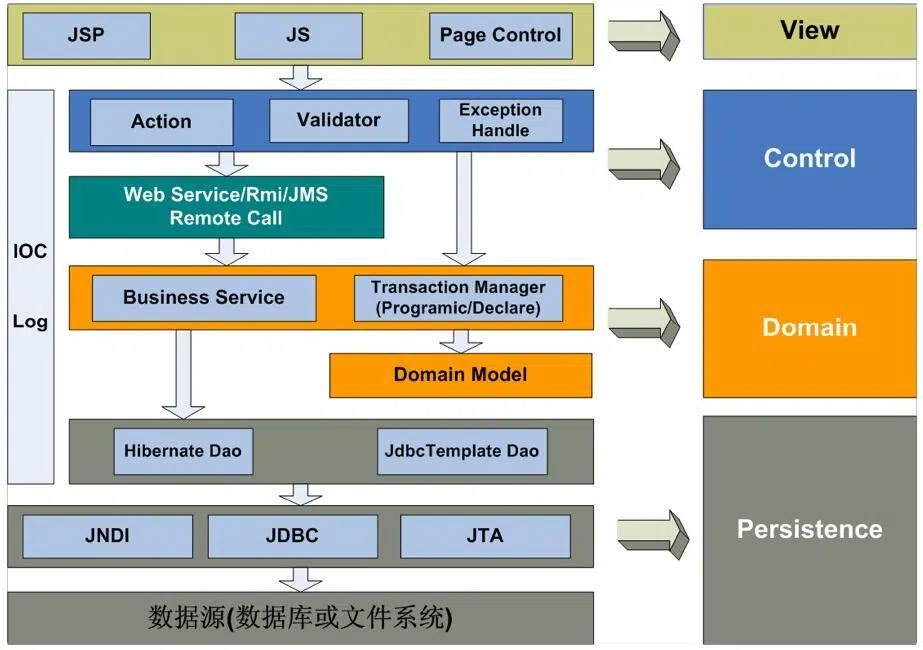 JSP
JS
Page Control
View
Action
Validator
Exception
Handle
Control
Web Service/Rmi/JMS
Remote Call
IOC
Log
Business Service
Transaction Manager
(Programic/Declare)
Domain
Domain Model
Hibernate Dao
JdbcTemplate Dao
JNDI
JDBC
JTA
Persistence
数据源(数据库或文件系统)